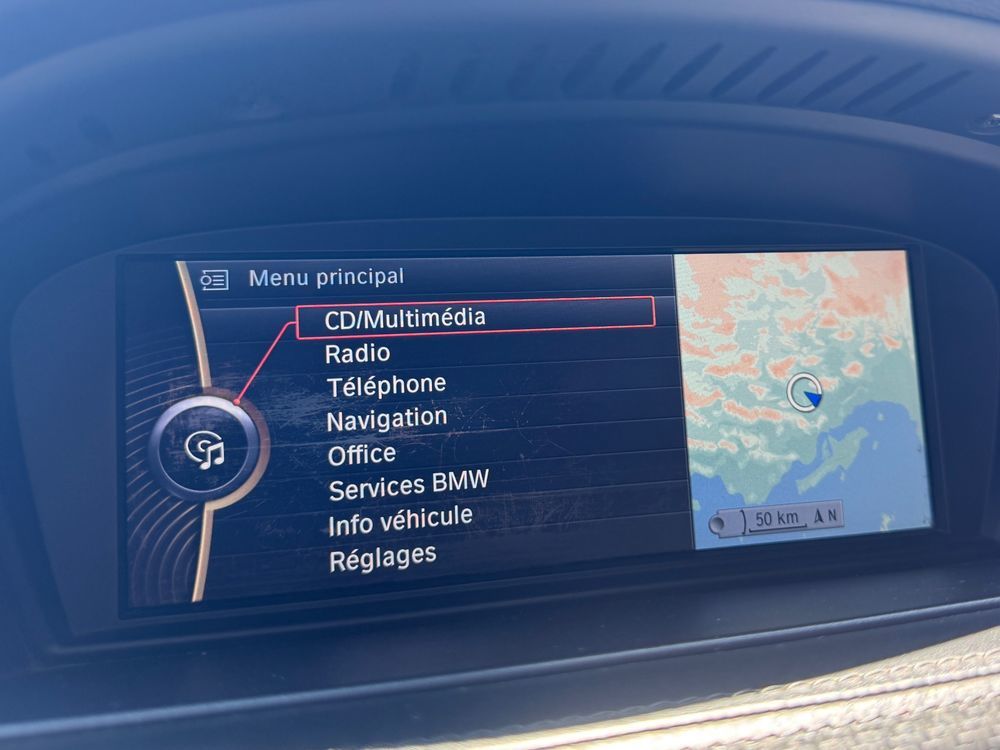 Menu principal
CD/Multimédia
Radio
Téléphone
Navigation
Office
Services BMW
Info véhicule
Réglages
50 km N